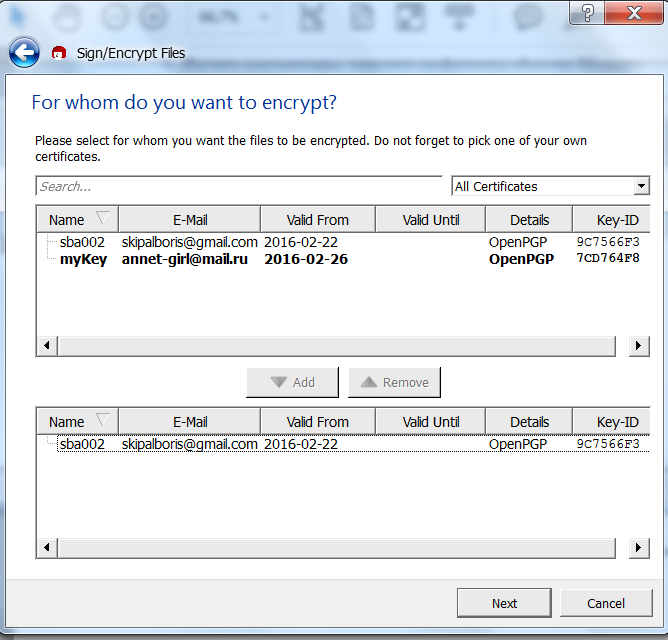 66,7%
Sign/Encrypt Files
For whom do you want to encrypt?
Please select for whom you want the files to be encrypted. Do not forget to pick one of your own
certificates.
Search... All Certificates
Name E-Mail Valid From Valid Until Details Key-ID
sba002 skipalboris@gmail.com 2016-02-22 OpenPGP 9C7566F3
myKey annet-girl@mail.ru 2016-02-26 OpenPGP 7CD764F8
Add Remove
Name E-Mail Valid From Valid Until Details Key-ID
sba002 skipalboris@gmail.com 2016-02-22 OpenPGP 9C7566F3
Next Cancel